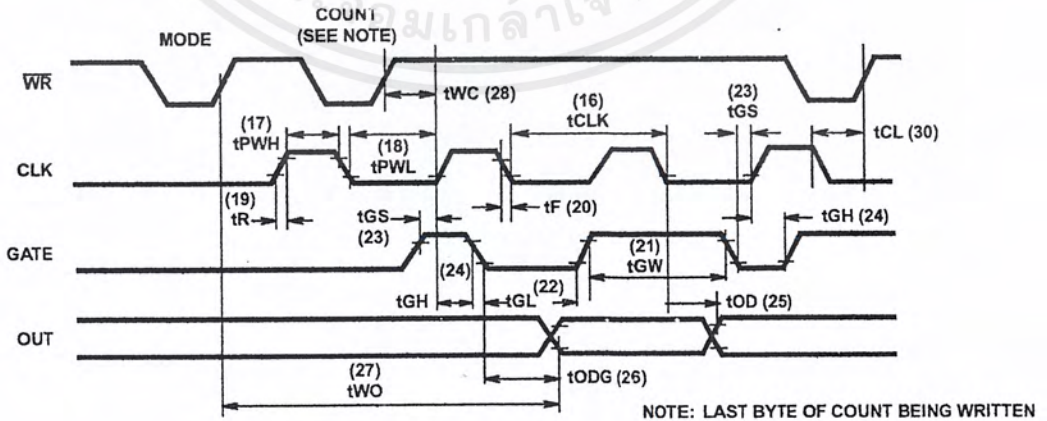 COUNT
(SEE NOTE)
MODE
WR
tWC (28)
(16)
tCLK
(23)
tGS
tCL (30)
(17)
tPWH
(18)
tPWL
CLK
(19)
tR
tF (20)
tGS
(23)
tGH (24)
GATE
(24)
tGH
(22)
tGL
(21)
tGW
tOD (25)
OUT
tODG (26)
(27)
tWO
NOTE: LAST BYTE OF COUNT BEING WRITTEN